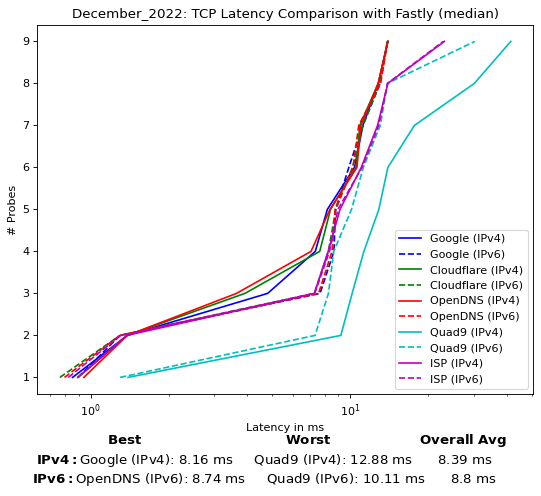 December_2022: TCP Latency Comparison with Fastly (median)
9
8
7
6
5
4
3
2
1
# Probes
Google (IPv4)
Google (IPv6)
Cloudflare (IPv4)
Cloudflare (IPv6)
OpenDNS (IPv4)
OpenDNS (IPv6)
Quad9 (IPv4)
Quad9 (IPv6)
ISP (IPv4)
ISP (IPv6)
10⁰ 10¹
Latency in ms
Best Worst Overall Avg
IPv4: Google (IPv4): 8.16 ms Quad9 (IPv4): 12.88 ms 8.39 ms
IPv6: OpenDNS (IPv6): 8.74 ms Quad9 (IPv6): 10.11 ms 8.8 ms